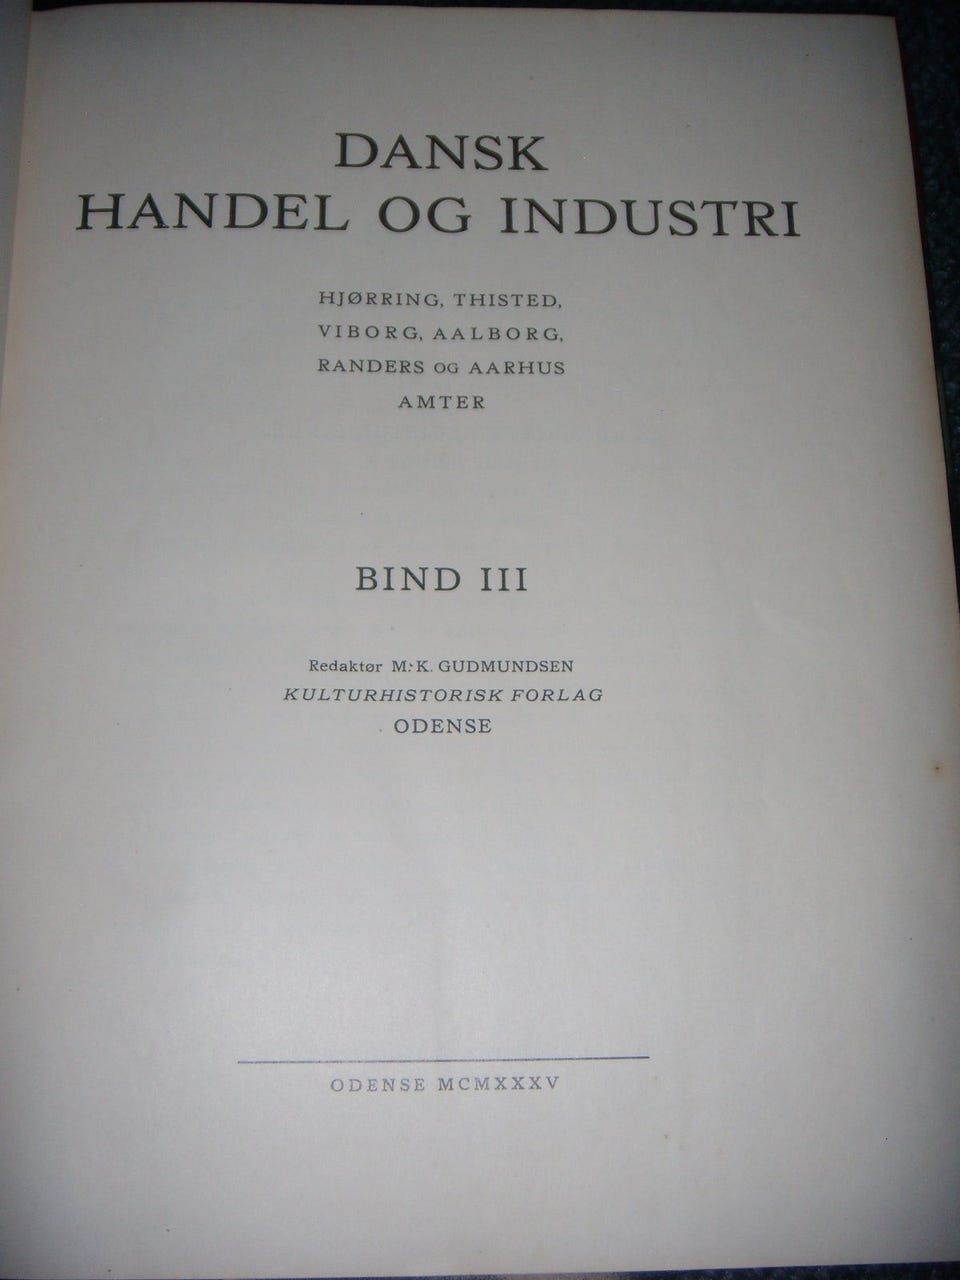 DANSK
HANDEL OG INDUSTRI
HJØRRING, THISTED,
VIBORG, AALBORG,
RANDERS OG AARHUS
AMTER
BIND III
Redaktør M. K. GUDMUNDSEN
KULTURHISTORISK FORLAG
ODENSE
ODENSE MCMXXXV